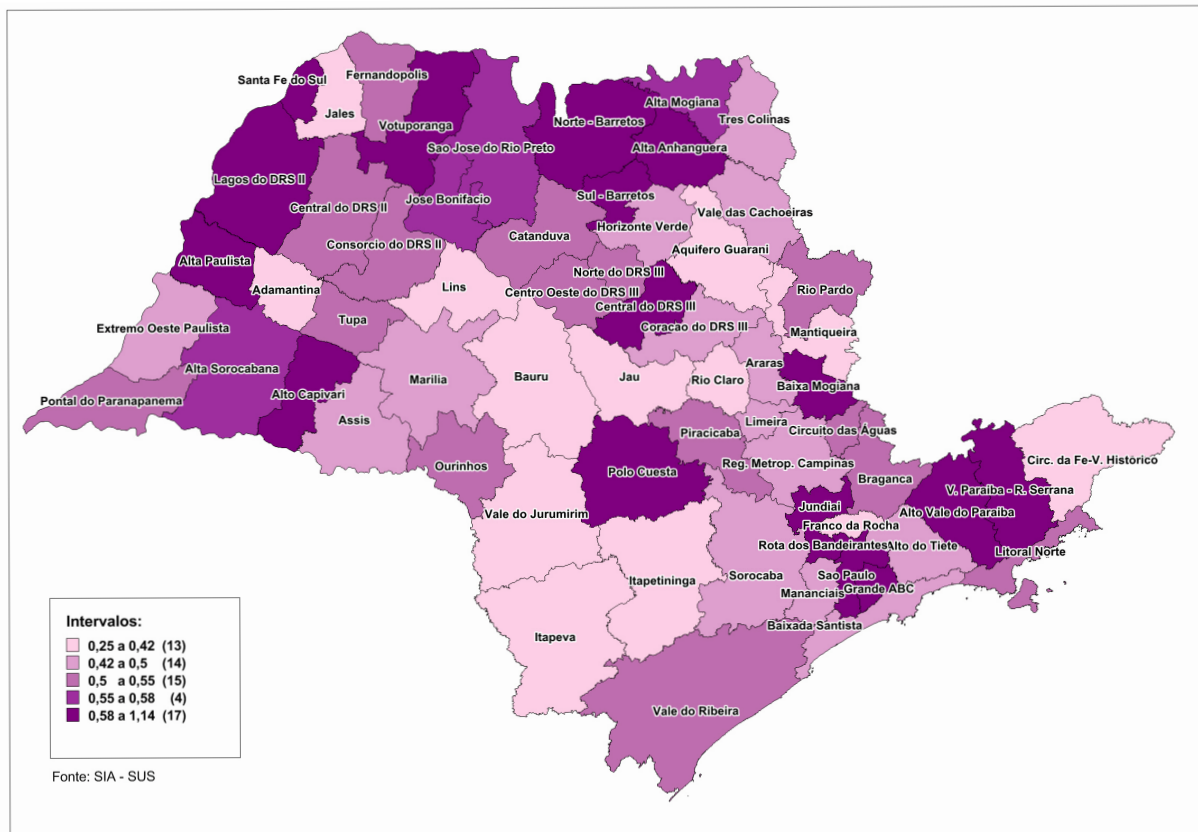 Santa Fe do Sul
Fernandopolis
Jales
Votuporanga
Sao Jose do Rio Preto
Norte - Barretos
Alta Mogiana
Tres Colinas
Alta Anhanguera
Lagos do DRS II
Central do DRS II
Jose Bonifacio
Sul - Barretos
Horizonte Verde
Vale das Cachoeiras
Consorcio do DRS II
Catanduva
Aquifero Guarani
Alta Paulista
Adamantina
Lins
Norte do DRS III
Centro Oeste do DRS III
Central do DRS III
Rio Pardo
Extremo Oeste Paulista
Tupa
Coracao do DRS III
Mantiqueira
Alta Sorocabana
Marilia
Bauru
Jau
Rio Claro
Araras
Baixa Mogiana
Pontal do Paranapanema
Alto Capivari
Assis
Limeira
Piracicaba
Circuito das Águas
Ourinhos
Polo Cuesta
Reg. Metrop. Campinas
Braganca
Circ. da Fe-V. Histórico
V. Paraiba - R. Serrana
Vale do Jurumirim
Jundiai
Alto Vale do Paraiba
Franco da Rocha
Rota dos Bandeirantes
Alto do Tiete
Litoral Norte
Itapetininga
Sorocaba
Sao Paulo
Grande ABC
Mananciais
Itapeva
Baixada Santista
Vale do Ribeira
Intervalos:
0,25 a 0,42 (13)
0,42 a 0,5 (14)
0,5 a 0,55 (15)
0,55 a 0,58 (4)
0,58 a 1,14 (17)
Fonte: SIA - SUS